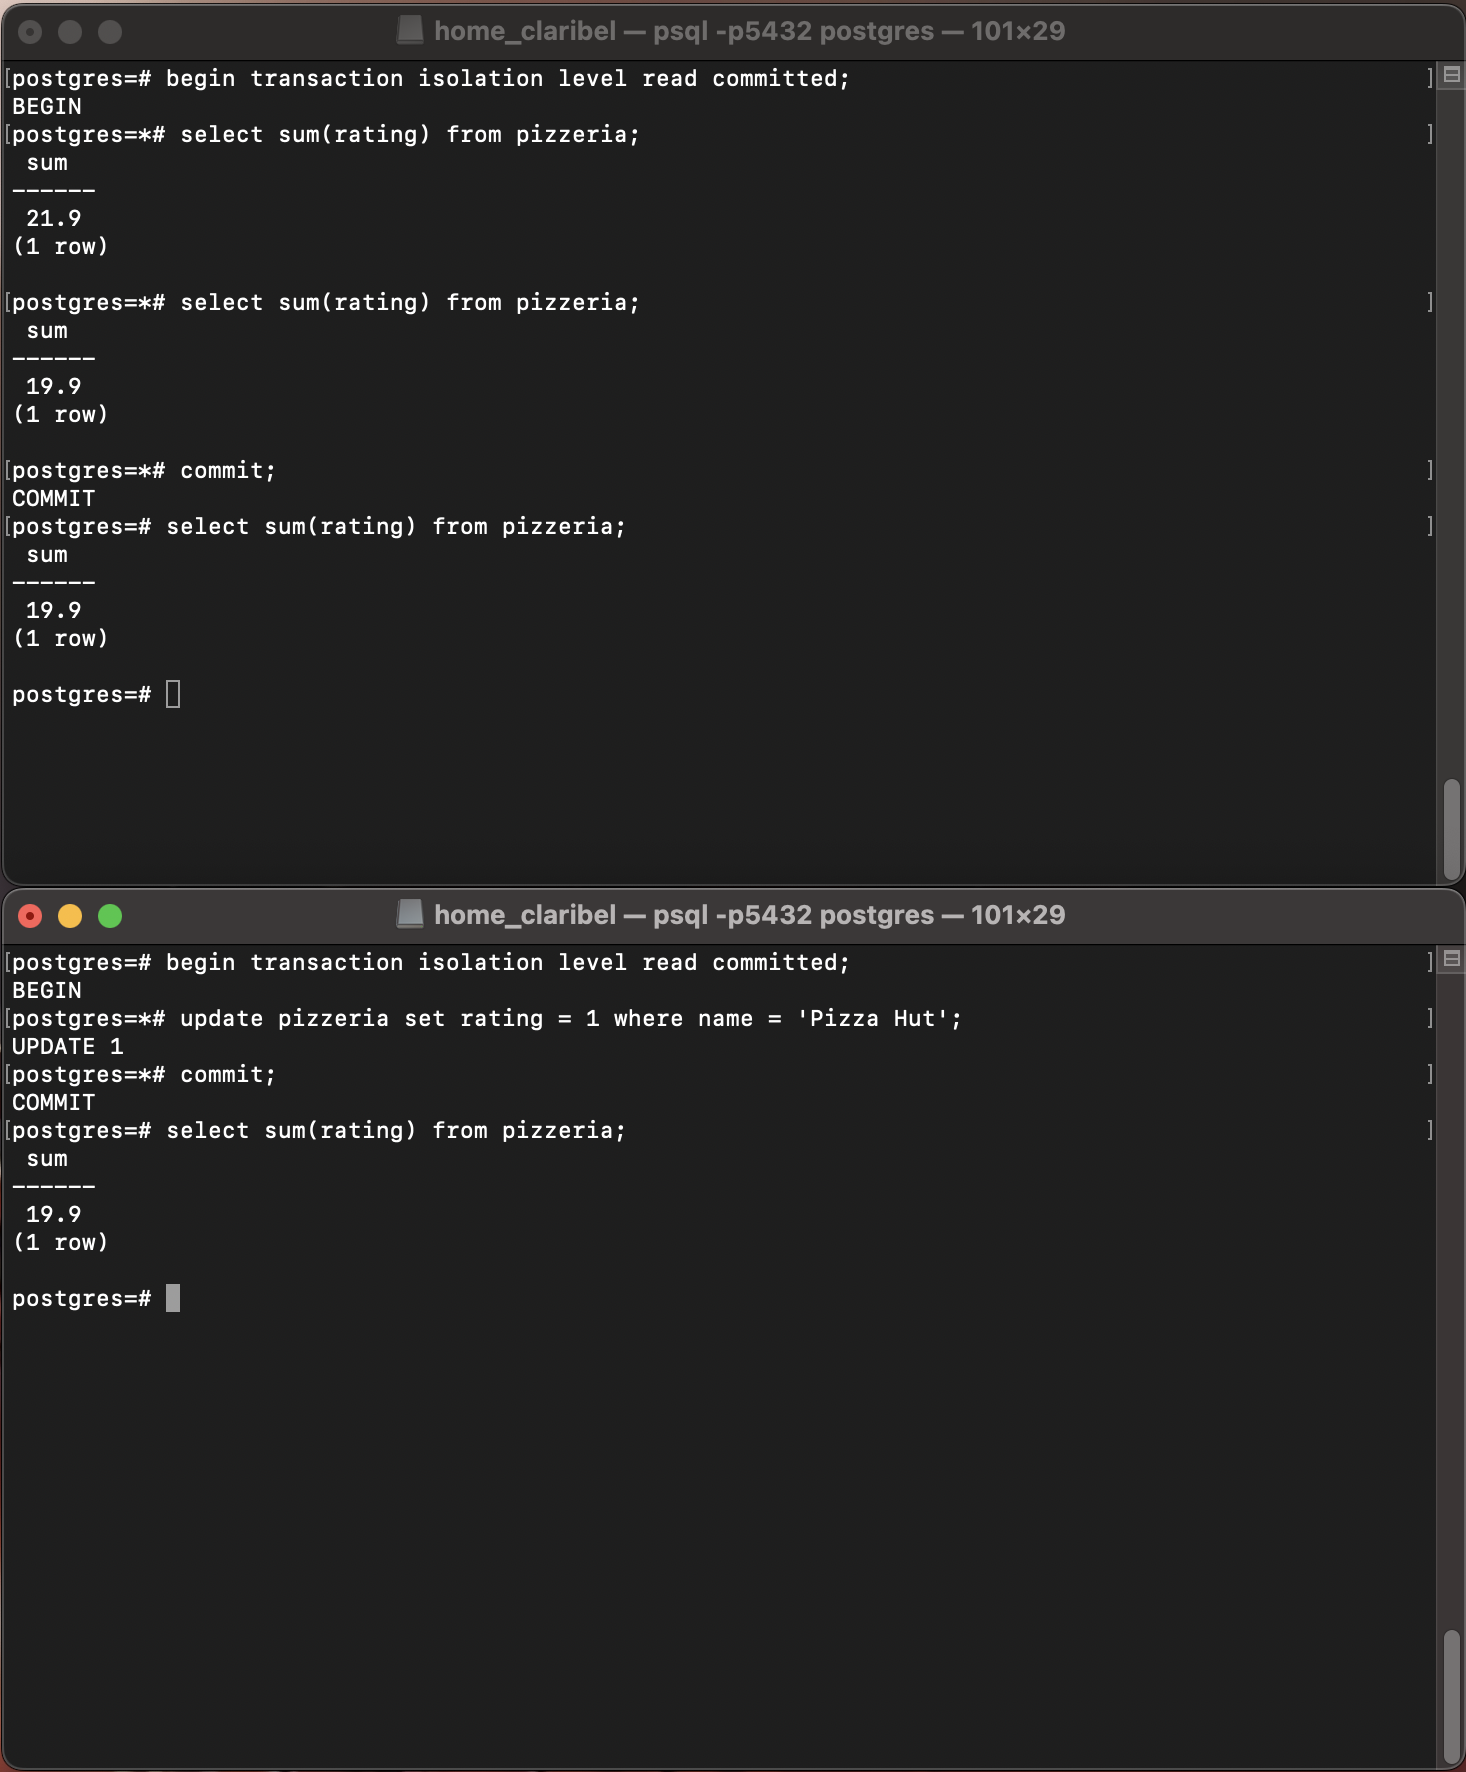 home_claribel — psql -p5432 postgres — 101×29
[postgres=# begin transaction isolation level read committed; ]
BEGIN
[postgres=*# select sum(rating) from pizzeria; ]
 sum
------
 21.9
(1 row)

[postgres=*# select sum(rating) from pizzeria; ]
 sum
------
 19.9
(1 row)

[postgres=*# commit; ]
COMMIT
[postgres=# select sum(rating) from pizzeria; ]
 sum
------
 19.9
(1 row)

postgres=#
home_claribel — psql -p5432 postgres — 101×29
[postgres=# begin transaction isolation level read committed; ]
BEGIN
[postgres=*# update pizzeria set rating = 1 where name = 'Pizza Hut'; ]
UPDATE 1
[postgres=*# commit; ]
COMMIT
[postgres=# select sum(rating) from pizzeria; ]
 sum
------
 19.9
(1 row)

postgres=#